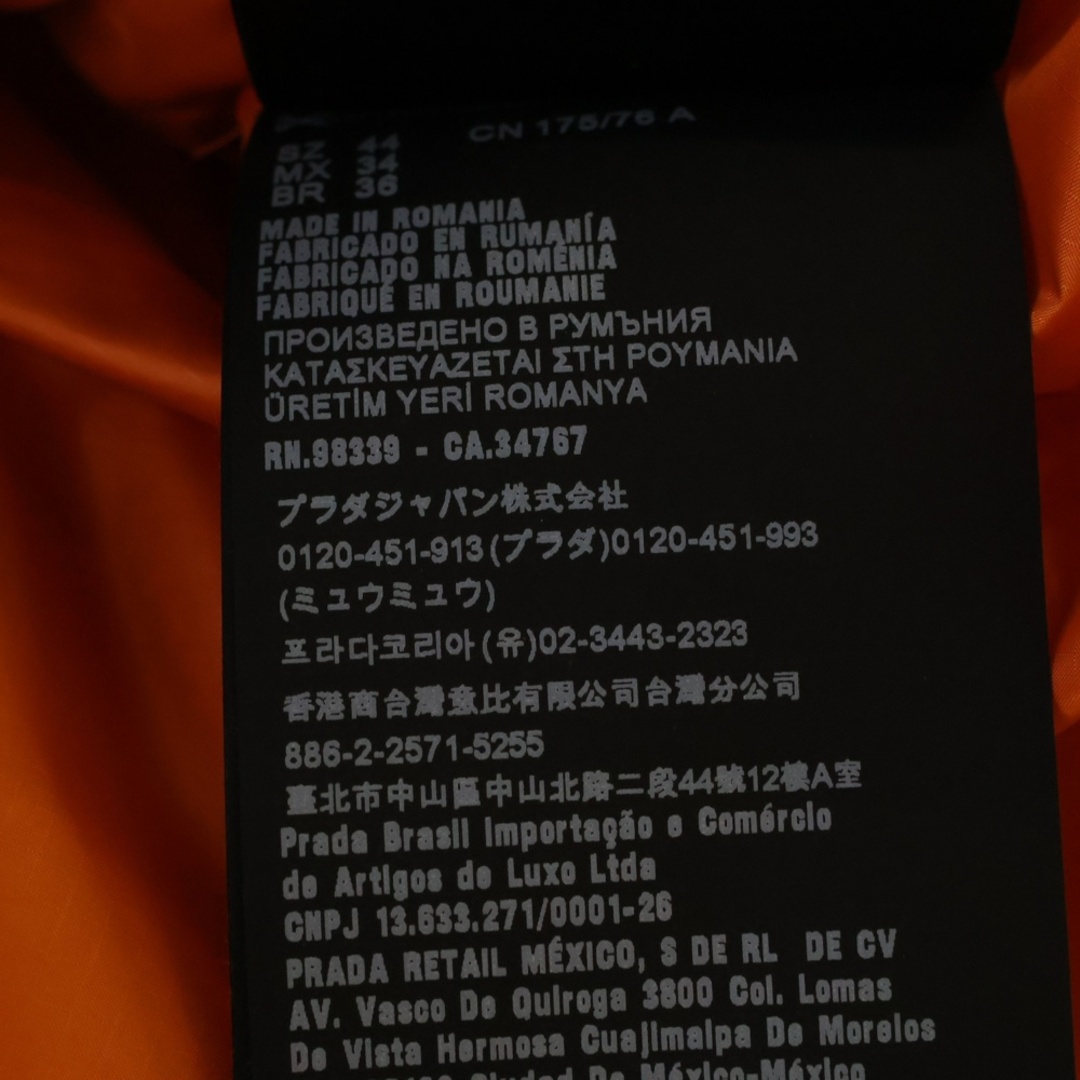 SZ 44 CN 175/76 A
MX 34
BR 36
MADE IN ROMANIA
FABRICADO EN RUMANÍA
FABRICADO NA ROMÉNIA
FABRIQUÉ EN ROUMANIE
ПРОИЗВЕДЕНО В РУМЪНИЯ
ΚΑΤΑΣΚΕΥΑΖΕΤΑΙ ΣΤΗ ΡΟΥΜΑΝΙΑ
ÜRETİM YERİ ROMANYA
RN.98339 - CA.34767
プラダジャパン株式会社
0120-451-913(プラダ)0120-451-993
(ミュウミュウ)
프라다코리아(유)02-3443-2323
香港商台灣意比有限公司台灣分公司
886-2-2571-5255
臺北市中山區中山北路二段44號12樓A室
Prada Brasil Importação e Comércio
de Artigos de Luxo Ltda
CNPJ 13.633.271/0001-26
PRADA RETAIL MÉXICO, S DE RL DE CV
AV. Vasco De Quiroga 3800 Col. Lomas
De Vista Hermosa Cuajimalpa De Morelos
Ciudad De México-México